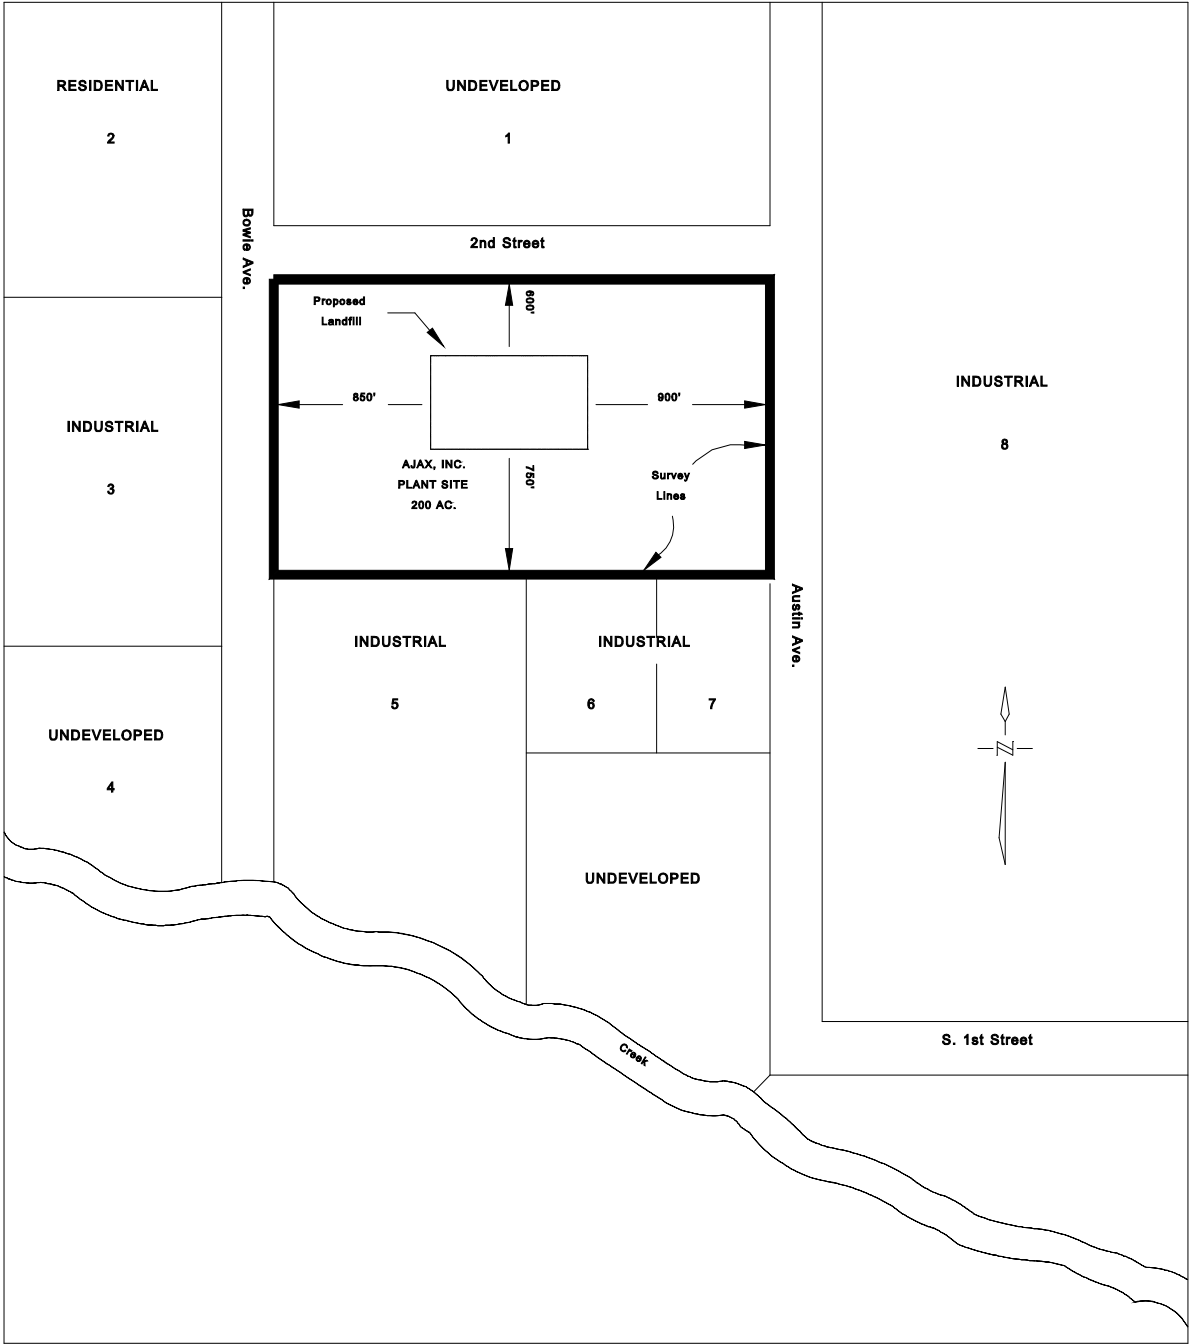 RESIDENTIAL
2
UNDEVELOPED
1
Bowie Ave.
2nd Street
Proposed
Landfill
600'
850'
900'
INDUSTRIAL
8
INDUSTRIAL
3
AJAX, INC.
PLANT SITE
200 AC.
750'
Survey
Lines
Austin Ave.
INDUSTRIAL
5
INDUSTRIAL
6
7
UNDEVELOPED
4
N
UNDEVELOPED
Creek
S. 1st Street